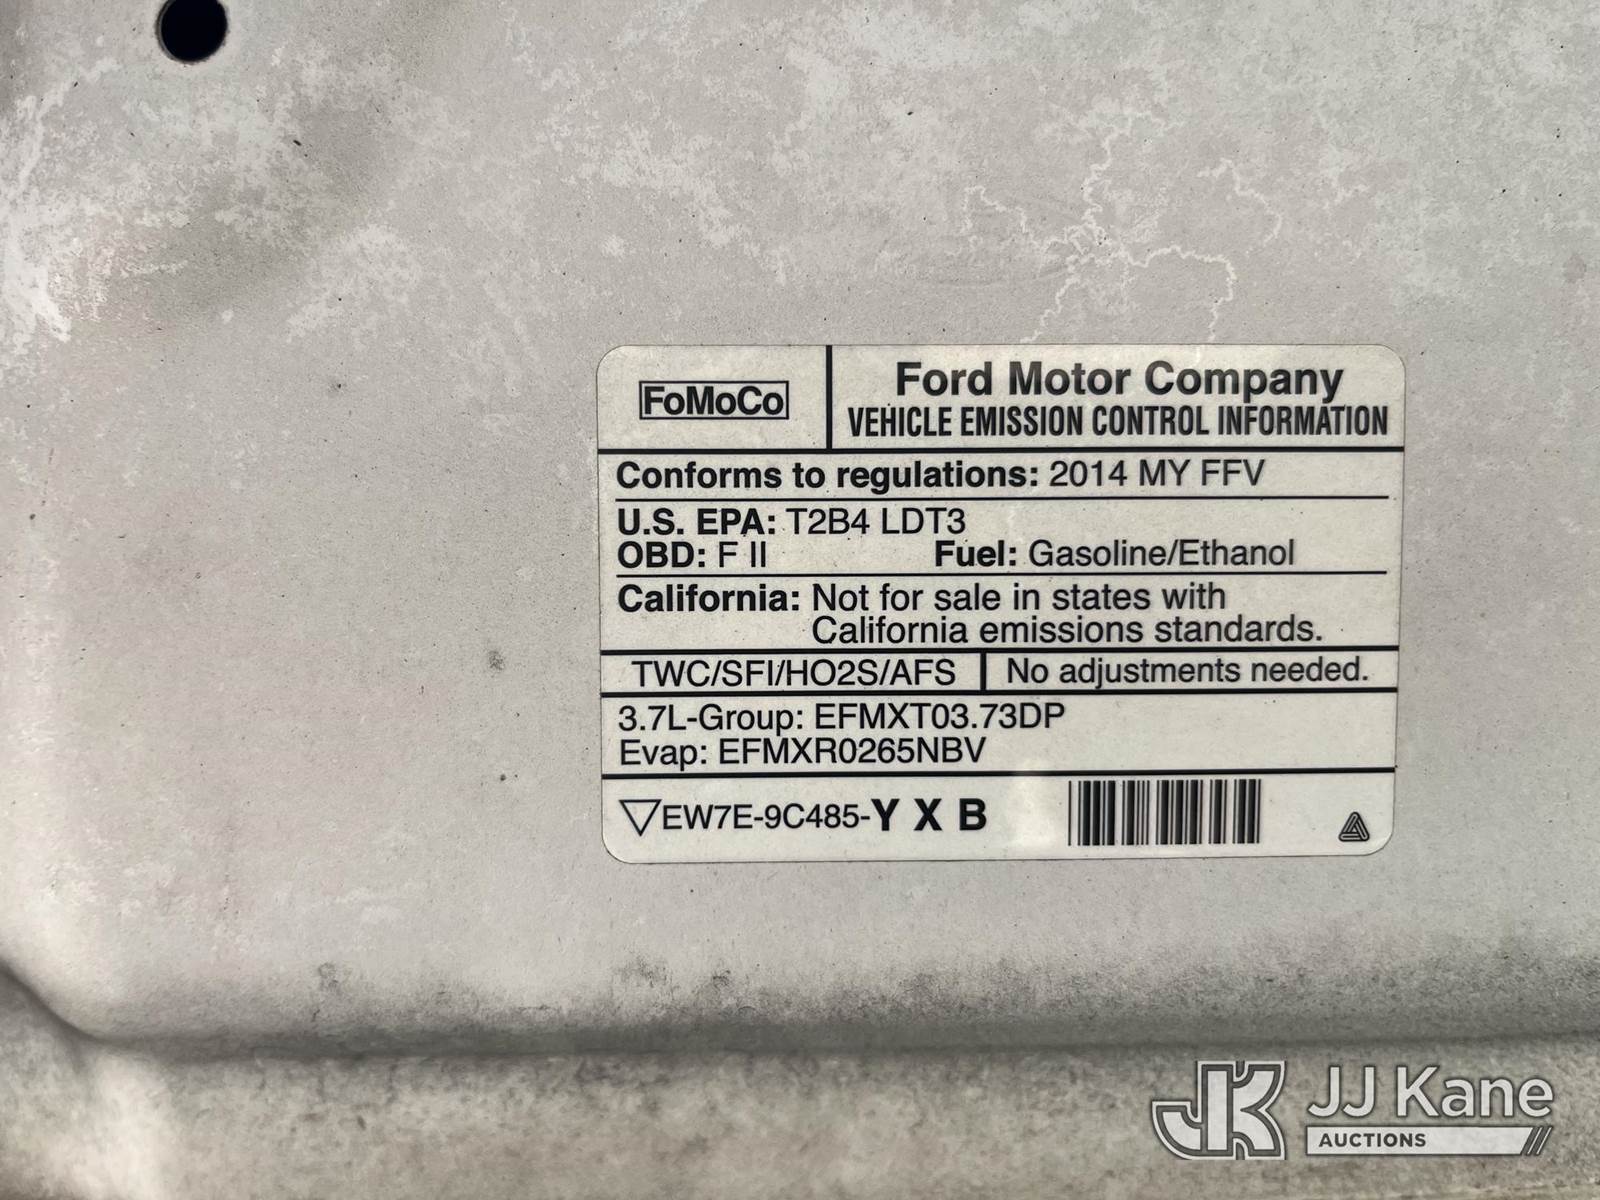 FoMoCo
Ford Motor Company
VEHICLE EMISSION CONTROL INFORMATION
Conforms to regulations: 2014 MY FFV
U.S. EPA: T2B4 LDT3
OBD: F II Fuel: Gasoline/Ethanol
California: Not for sale in states with
California emissions standards.
TWC/SFI/HO2S/AFS No adjustments needed.
3.7L-Group: EFMXT03.73DP
Evap: EFMXR0265NBV
EW7E-9C485-Y X B
JK JJ Kane
AUCTIONS